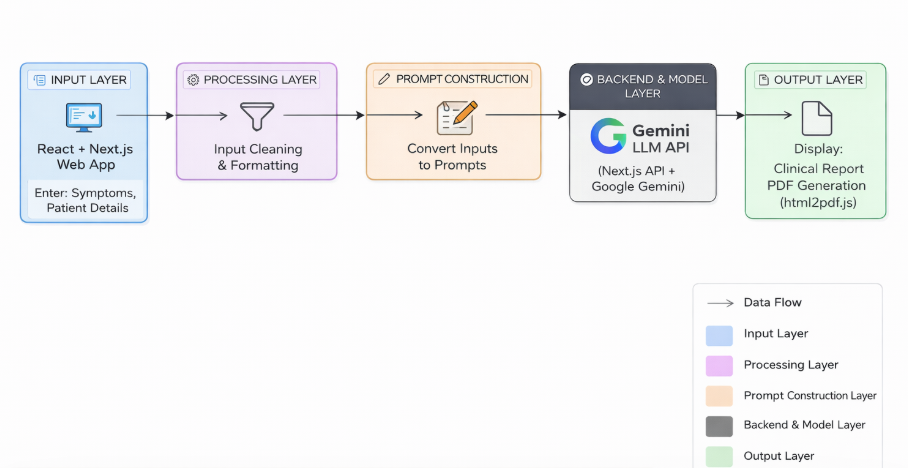 INPUT LAYER
React + Next.js
Web App
Enter: Symptoms,
Patient Details
PROCESSING LAYER
Input Cleaning
& Formatting
PROMPT CONSTRUCTION
Convert Inputs
to Prompts
BACKEND & MODEL
LAYER
Gemini
LLM API
(Next.js API +
Google Gemini)
OUTPUT LAYER
Display:
Clinical Report
PDF Generation
(html2pdf.js)
Data Flow
Input Layer
Processing Layer
Prompt Construction Layer
Backend & Model Layer
Output Layer